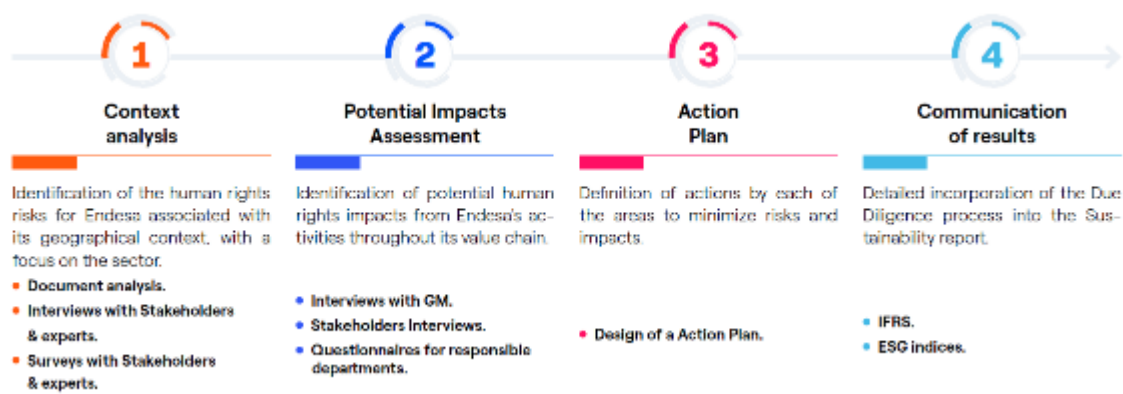 1
Context
analysis
Identification of the human rights
risks for Endesa associated with
its geographical context, with a
focus on the sector.
• Document analysis.
• Interviews with Stakeholders
& experts.
• Surveys with Stakeholders
& experts.
2
Potential Impacts
Assessment
Identification of potential human
rights impacts from Endesa's ac-
tivities throughout its value chain.
• Interviews with GM.
• Stakeholders Interviews.
• Questionnaires for responsible
departments.
3
Action
Plan
Definition of actions by each of
the areas to minimize risks and
impacts.
• Design of a Action Plan.
4
Communication
of results
Detailed incorporation of the Due
Diligence process into the Sus-
tainability report.
• IFRS.
• ESG indices.